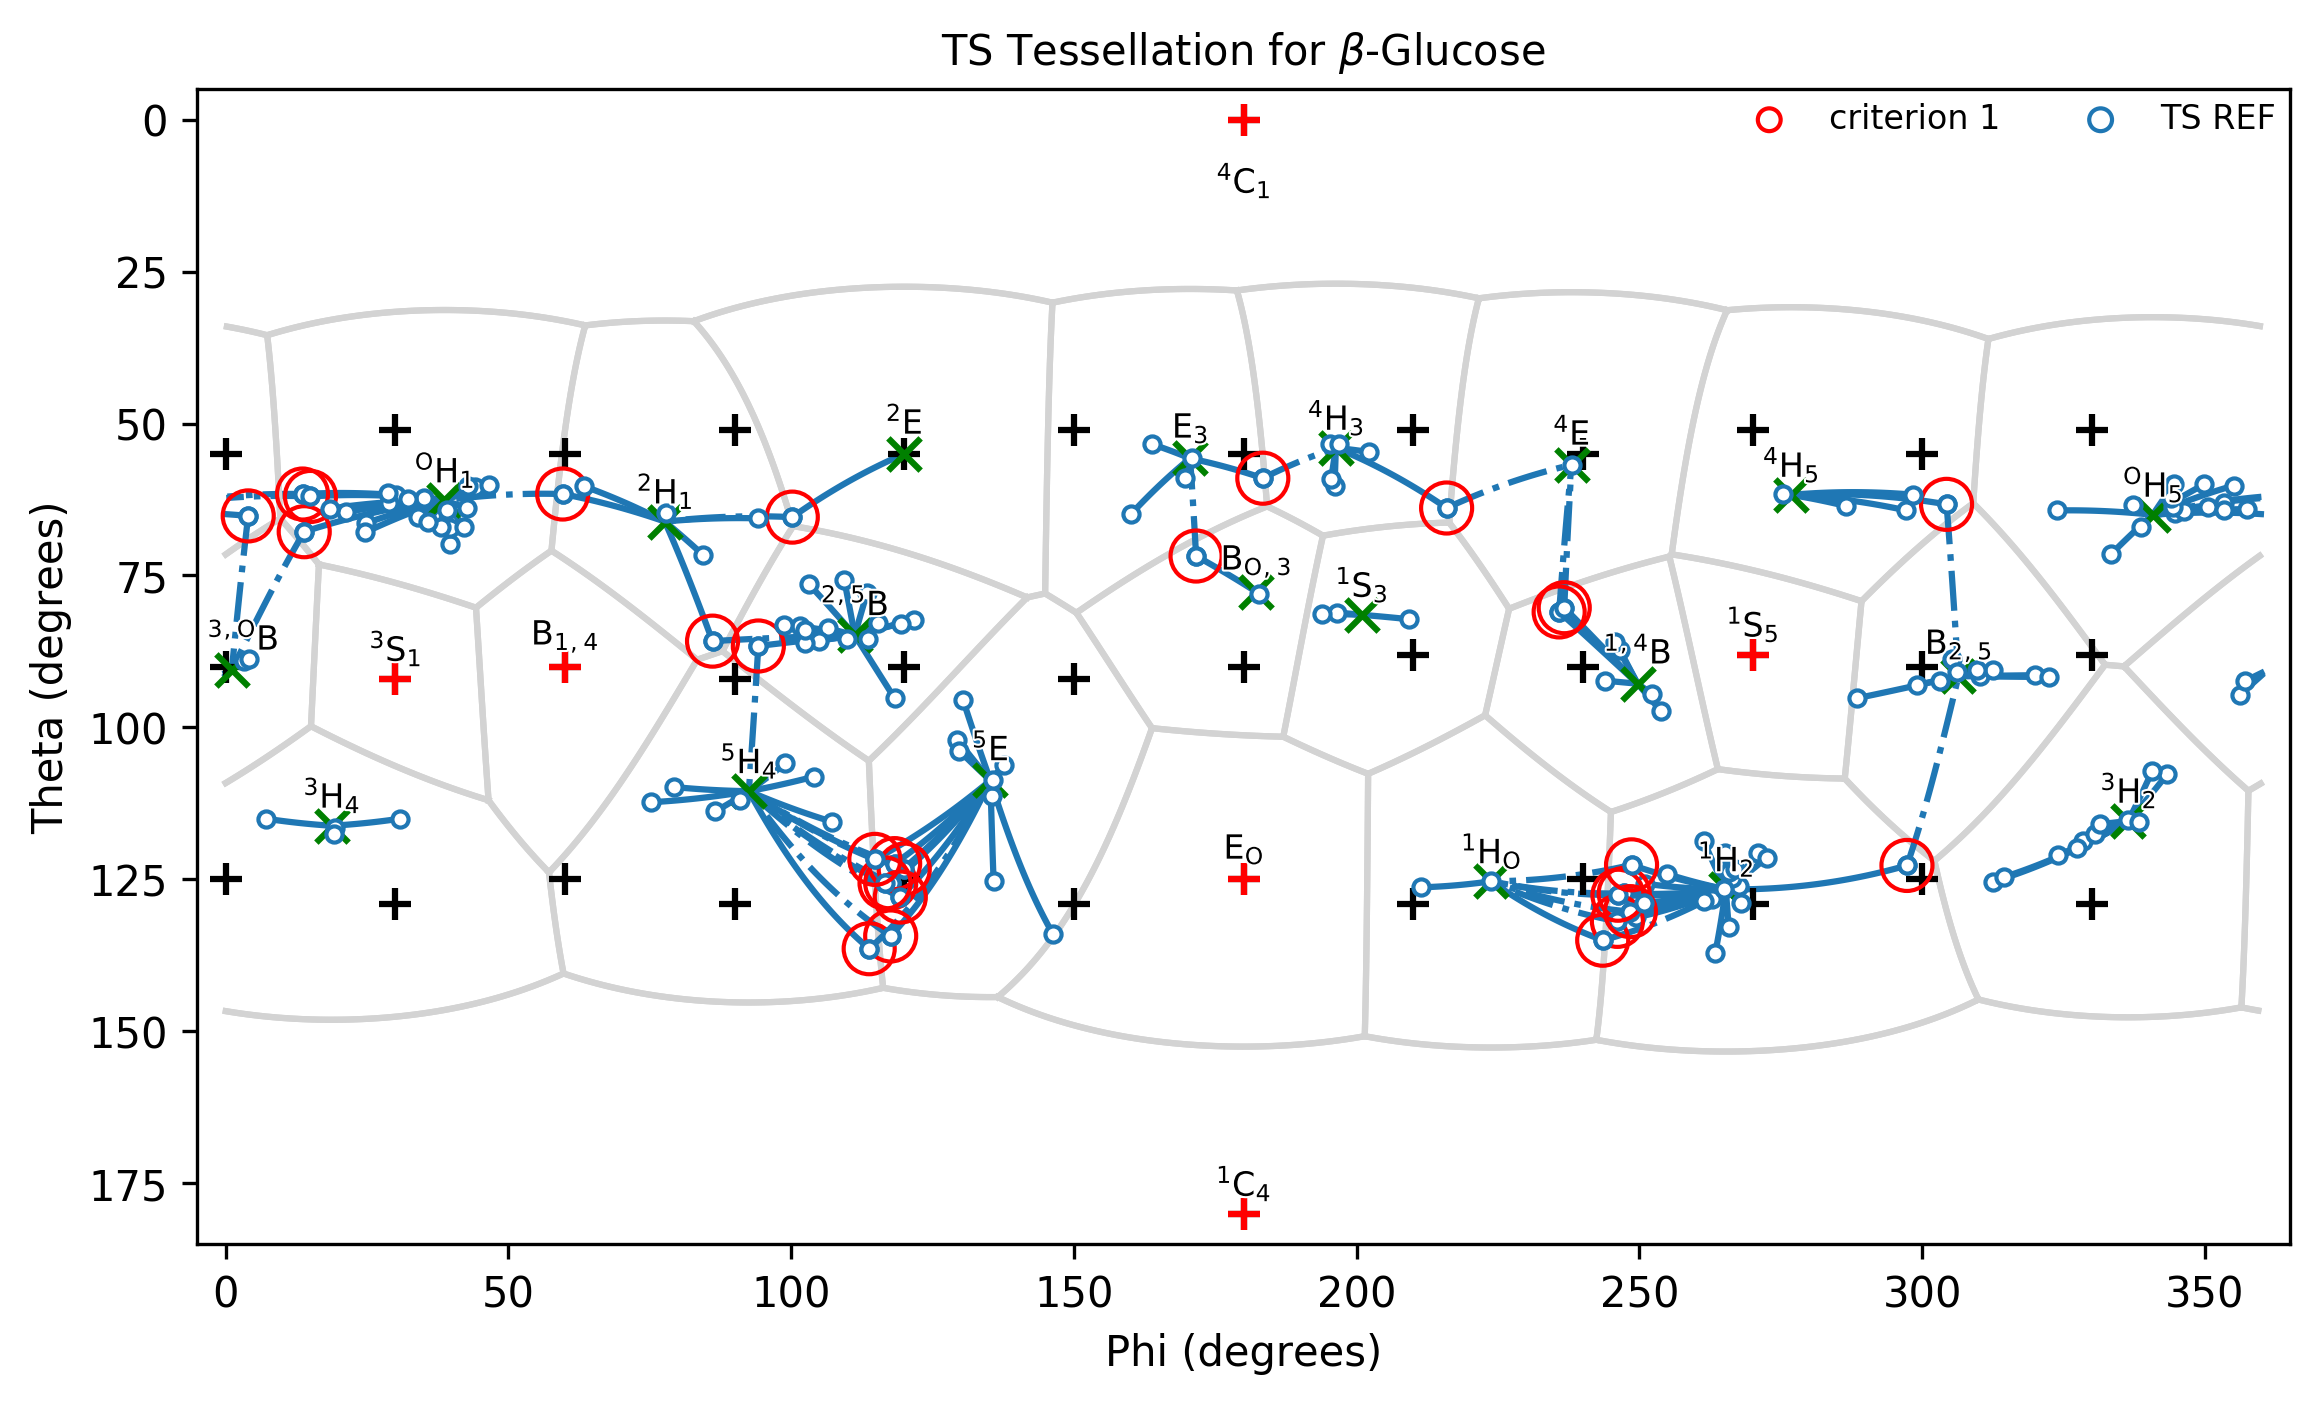 TS Tessellation for β-Glucose
criterion 1
TS REF
0
25
50
75
100
125
150
175
Theta (degrees)
⁴C₁
²E
E₃
⁴H₃
⁴E
⁴H₅
ᴼH₁
²H₁
ᴼH₅
B_O,3
¹S₃
²,⁵B
³,ᴼB
³S₁
B₁,₄
¹S₅
¹,⁴B
B₂,₅
⁵H₄
⁵E
³H₄
³H₂
E_O
¹H_O
¹H₂
¹C₄
0
50
100
150
200
250
300
350
Phi (degrees)